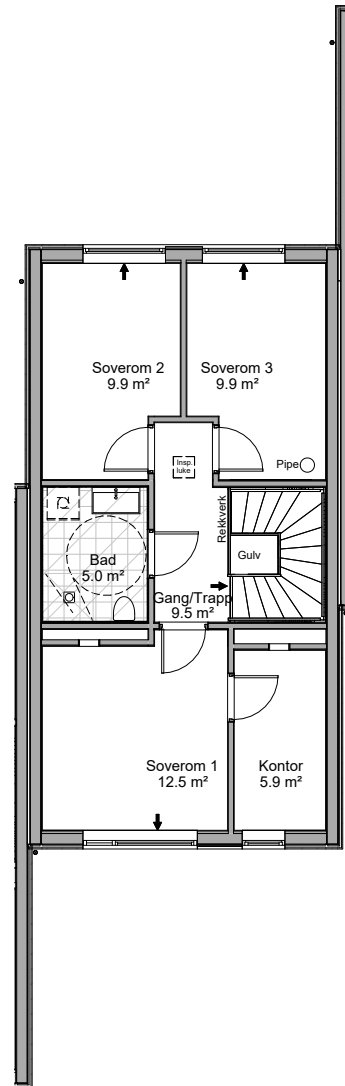 Soverom 2
9.9 m²
Soverom 3
9.9 m²
Insp.
luke
Pipe
Rekkverk
Gulv
Bad
5.0 m²
Gang/Trapp
9.5 m²
Soverom 1
12.5 m²
Kontor
5.9 m²